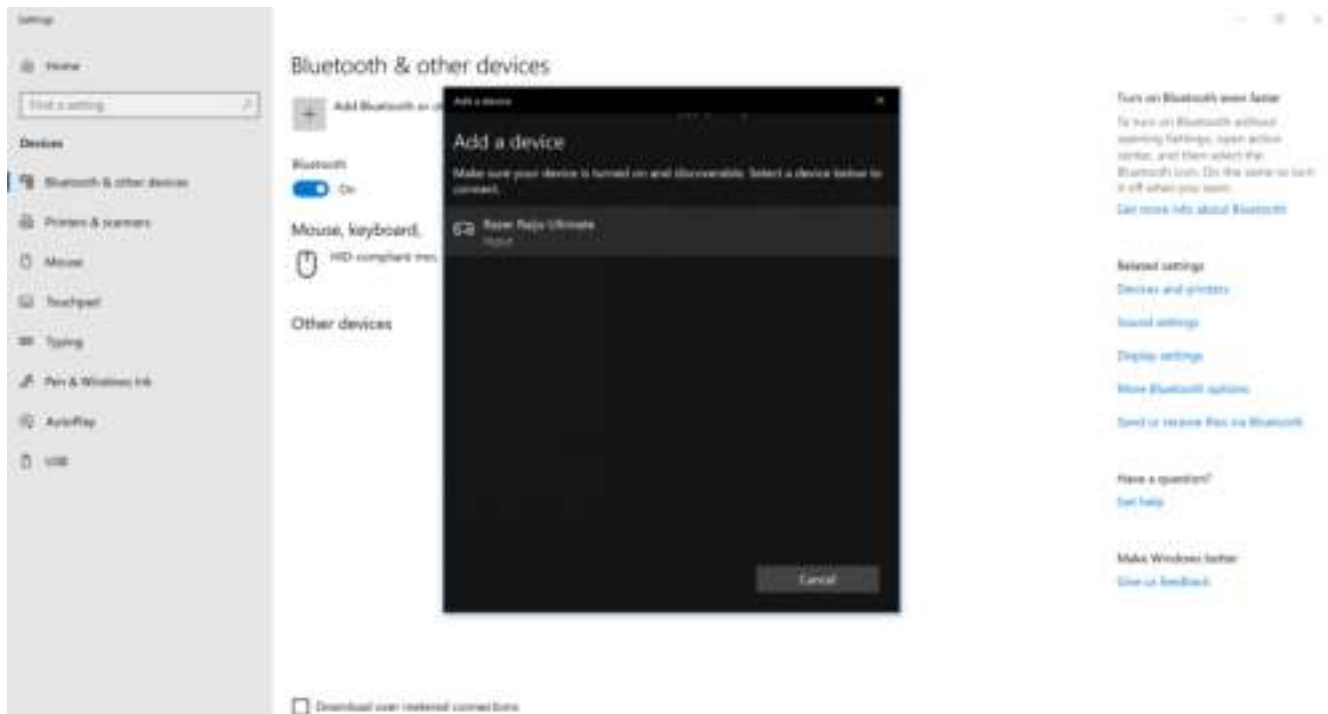 Settings
Home
Find a setting
Devices
Bluetooth & other devices
Printers & scanners
Mouse
Touchpad
Typing
Pen & Windows Ink
AutoPlay
USB
Bluetooth & other devices
Add Bluetooth or
Bluetooth
On
Mouse, keyboard,
HID-compliant
Other devices
Download over metered connections
Add a device
Add a device
Make sure your device is turned on and discoverable. Select a device below to
connect.
Razer Raiju Ultimate
Input
Cancel
Turn on Bluetooth even faster
To turn on Bluetooth without
opening Settings, open action
center, and then select the
Bluetooth icon. Do the same to turn
it off when you want.
Get more info about Bluetooth
Related settings
Devices and printers
Sound settings
Display settings
More Bluetooth options
Send or receive files via Bluetooth
Have a question?
Get help
Make Windows better
Give us feedback